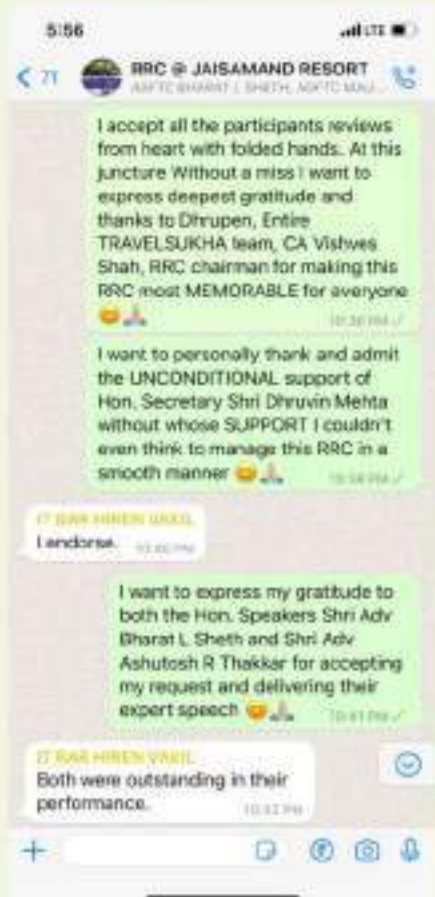 5:56
LTE
71
RRC @ JAISAMAND RESORT
I accept all the participants reviews
from heart with folded hands. At this
juncture Without a miss I want to
express deepest gratitude and
thanks to Dhrupen, Entire
TRAVELSUKHA team, CA Vishwes
Shah, RRC chairman for making this
RRC most MEMORABLE for everyone
I want to personally thank and admit
the UNCONDITIONAL support of
Hon. Secretary Shri Dhruvin Mehta
without whose SUPPORT I couldn't
even think to manage this RRC in a
smooth manner
IT BAR HIREN VAKIL
I endorse.
I want to express my gratitude to
both the Hon. Speakers Shri Adv
Bharat L Sheth and Shri Adv
Ashutosh R Thakkar for accepting
my request and delivering their
expert speech
IT BAR HIREN VAKIL
Both were outstanding in their
performance.